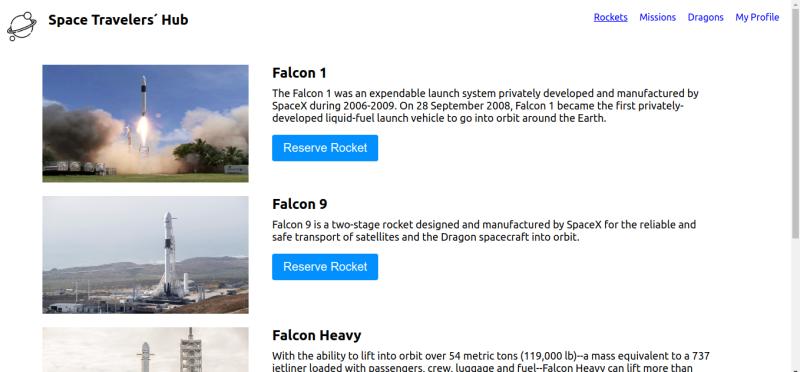 Space Travelers´ Hub
Rockets Missions Dragons My Profile
Falcon 1
The Falcon 1 was an expendable launch system privately developed and manufactured by
SpaceX during 2006-2009. On 28 September 2008, Falcon 1 became the first privately-
developed liquid-fuel launch vehicle to go into orbit around the Earth.
Reserve Rocket
Falcon 9
Falcon 9 is a two-stage rocket designed and manufactured by SpaceX for the reliable and
safe transport of satellites and the Dragon spacecraft into orbit.
Reserve Rocket
Falcon Heavy
With the ability to lift into orbit over 54 metric tons (119,000 lb)--a mass equivalent to a 737
jetliner loaded with passengers, crew, luggage and fuel--Falcon Heavy can lift more than